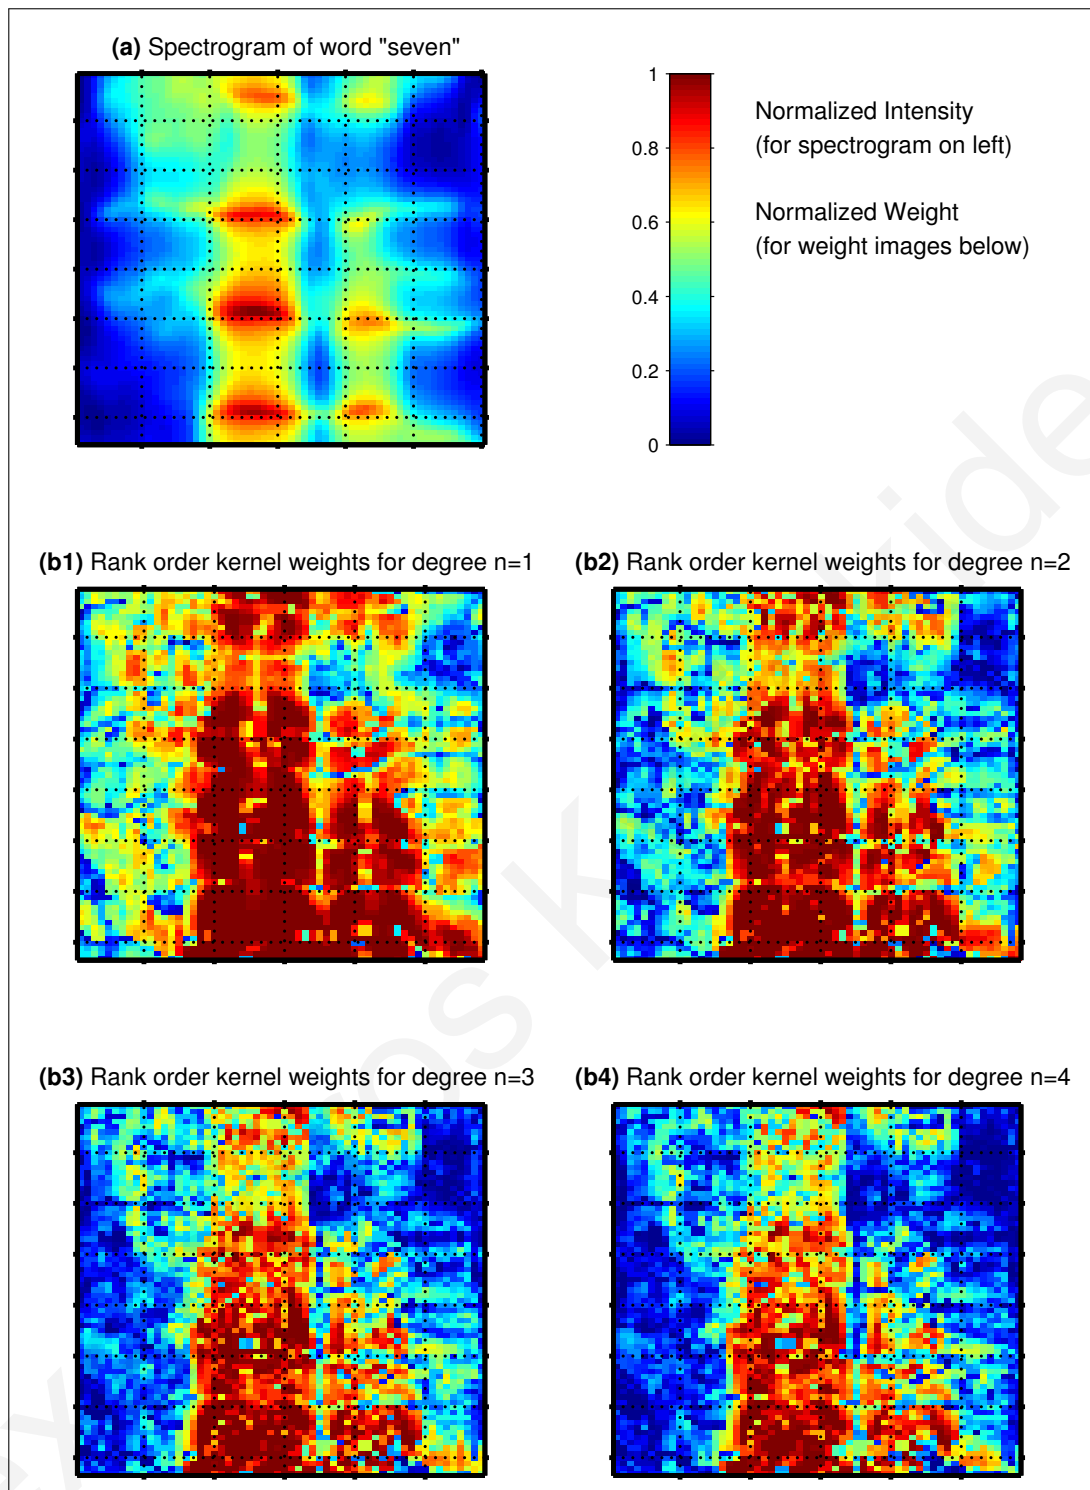 (a) Spectrogram of word "seven"
1
0.8
0.6
0.4
0.2
0
Normalized Intensity
(for spectrogram on left)
Normalized Weight
(for weight images below)
(b1) Rank order kernel weights for degree n=1
(b2) Rank order kernel weights for degree n=2
(b3) Rank order kernel weights for degree n=3
(b4) Rank order kernel weights for degree n=4